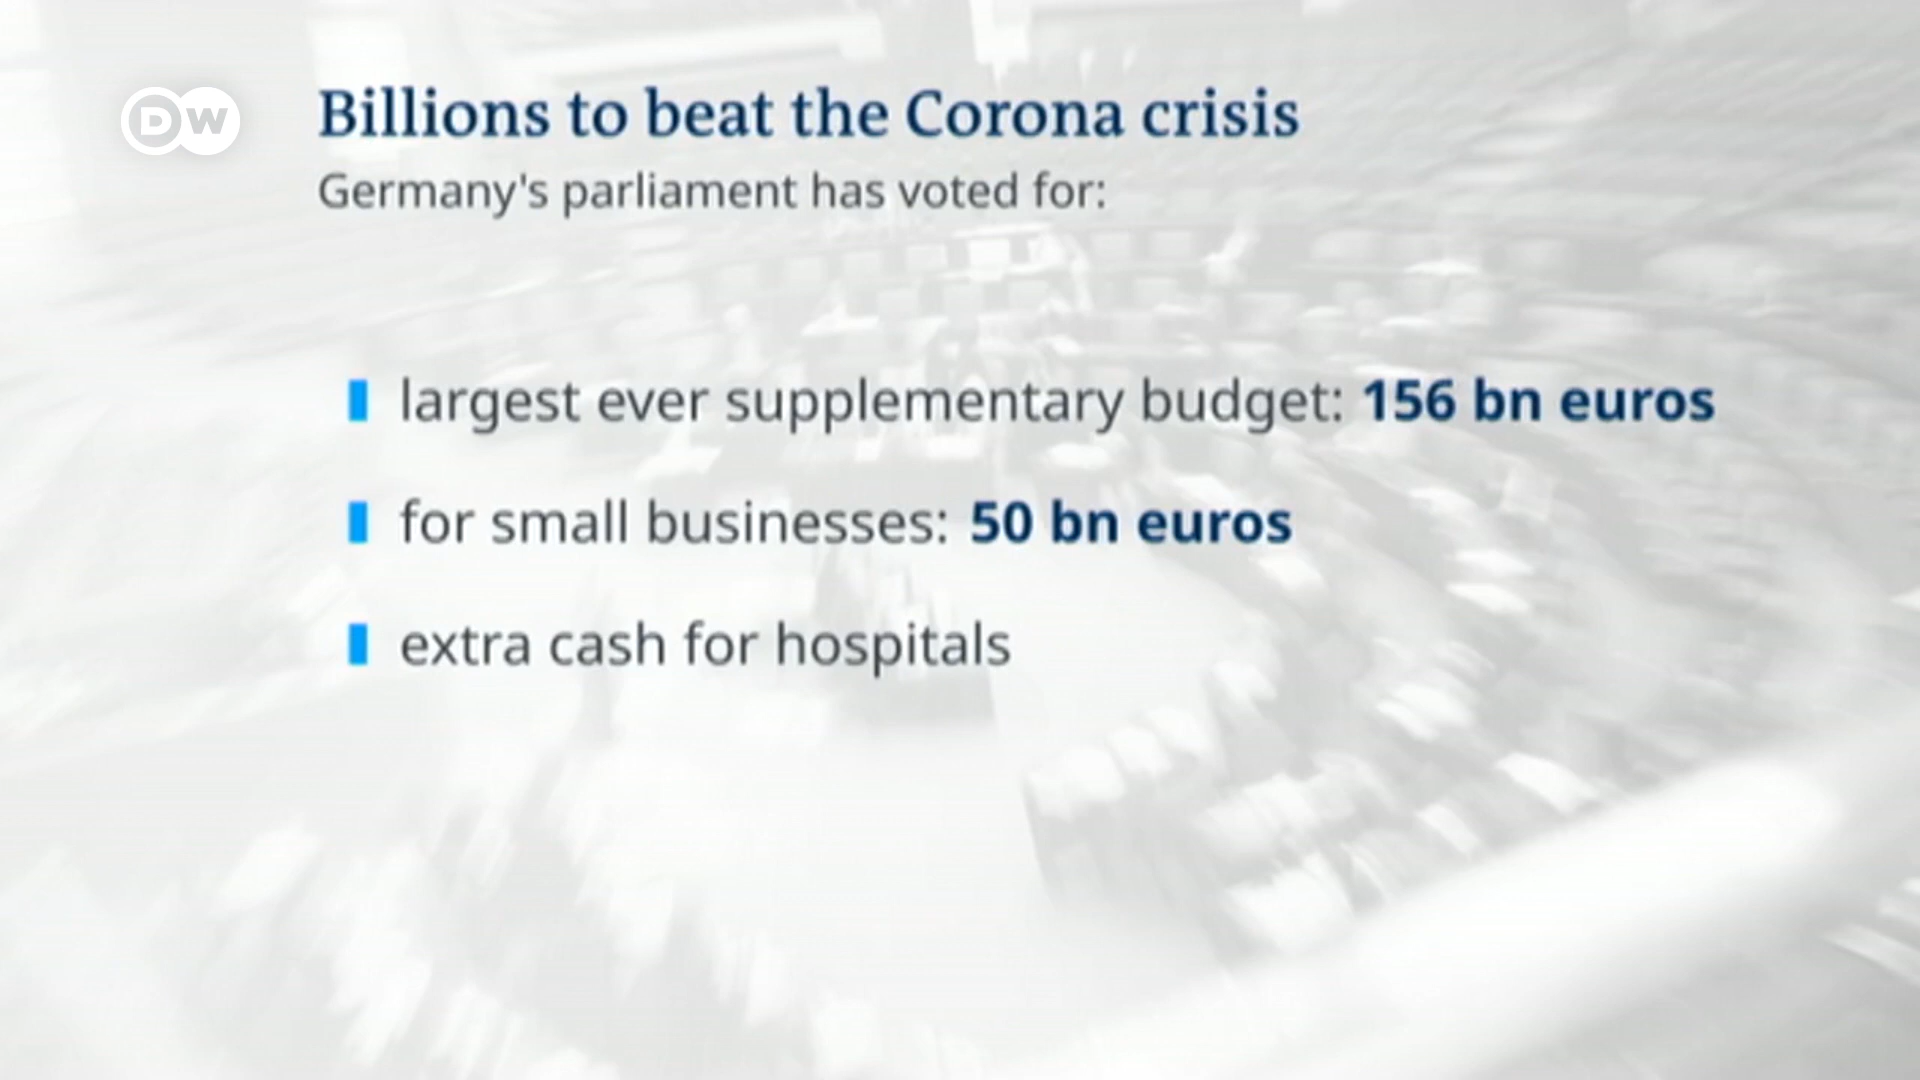 DW
Billions to beat the Corona crisis
Germany's parliament has voted for:
largest ever supplementary budget: 156 bn euros
for small businesses: 50 bn euros
extra cash for hospitals